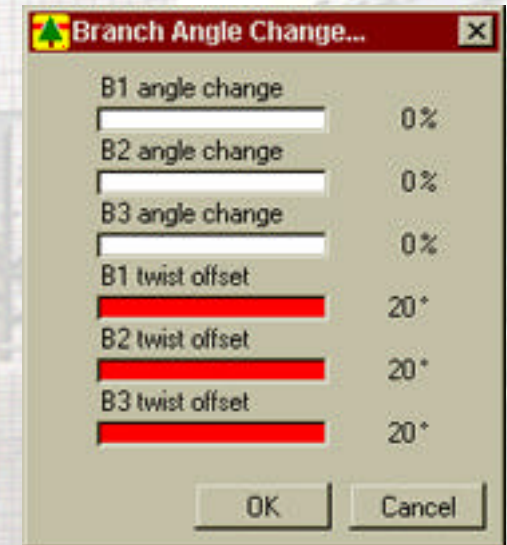 Branch Angle Change...
B1 angle change
0%
B2 angle change
0%
B3 angle change
0%
B1 twist offset
20°
B2 twist offset
20°
B3 twist offset
20°
OK Cancel